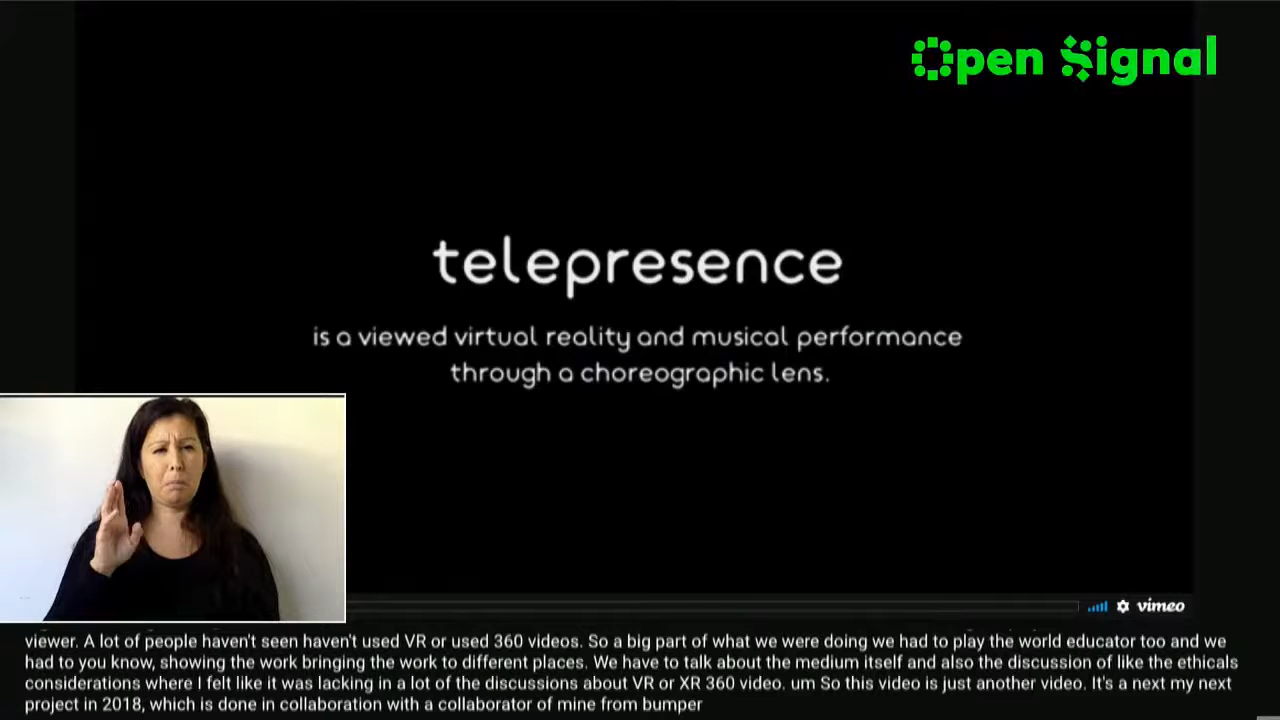 Open Signal
telepresence
is a viewed virtual reality and musical performance
through a choreographic lens.
vimeo
viewer. A lot of people haven't seen haven't used VR or used 360 videos. So a big part of what we were doing we had to play the world educator too and we
had to you know, showing the work bringing the work to different places. We have to talk about the medium itself and also the discussion of like the ethicals
considerations where I felt like it was lacking in a lot of the discussions about VR or XR 360 video. um So this video is just another video. It's a next my next
project in 2018, which is done in collaboration with a collaborator of mine from bumper